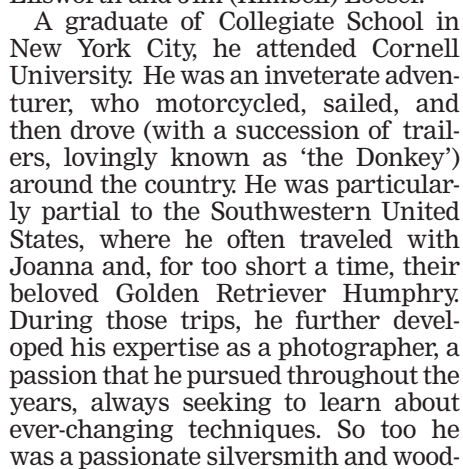 Ellsworth and Jim (Kimbell) Loeser.
A graduate of Collegiate School in
New York City, he attended Cornell
University. He was an inveterate adven-
turer, who motorcycled, sailed, and
then drove (with a succession of trail-
ers, lovingly known as ‘the Donkey’)
around the country. He was particular-
ly partial to the Southwestern United
States, where he often traveled with
Joanna and, for too short a time, their
beloved Golden Retriever Humphry.
During those trips, he further devel-
oped his expertise as a photographer, a
passion that he pursued throughout the
years, always seeking to learn about
ever-changing techniques. So too he
was a passionate silversmith and wood-